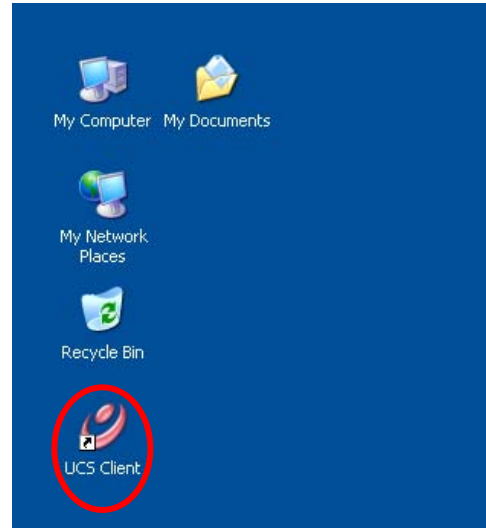 My Computer My Documents
My Network
Places
Recycle Bin
UCS Client